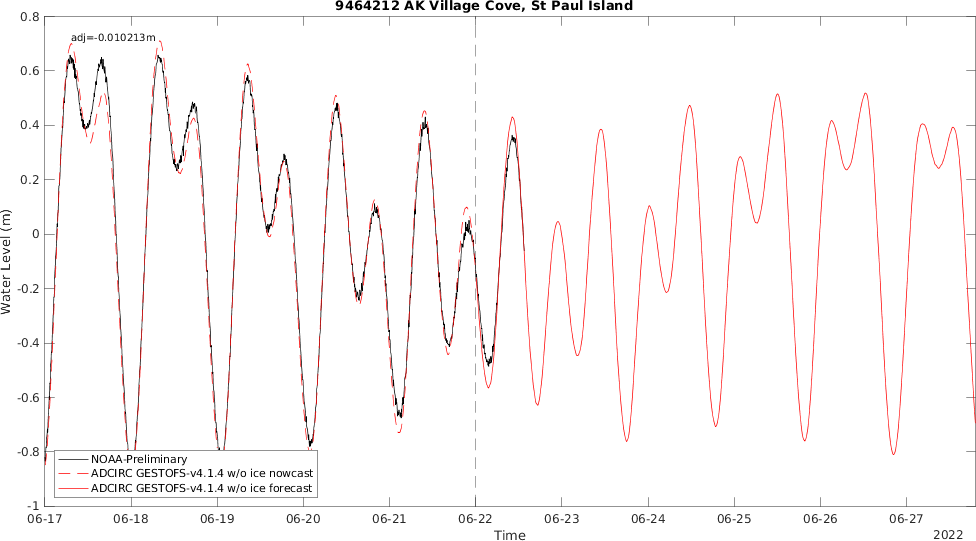 9464212 AK Village Cove, St Paul Island
adj=-0.010213m
0.8
0.6
0.4
0.2
0
-0.2
-0.4
-0.6
-0.8
-1
Water Level (m)
NOAA-Preliminary
ADCIRC GESTOFS-v4.1.4 w/o ice nowcast
ADCIRC GESTOFS-v4.1.4 w/o ice forecast
06-17 06-18 06-19 06-20 06-21 06-22 06-23 06-24 06-25 06-26 06-27
Time
2022